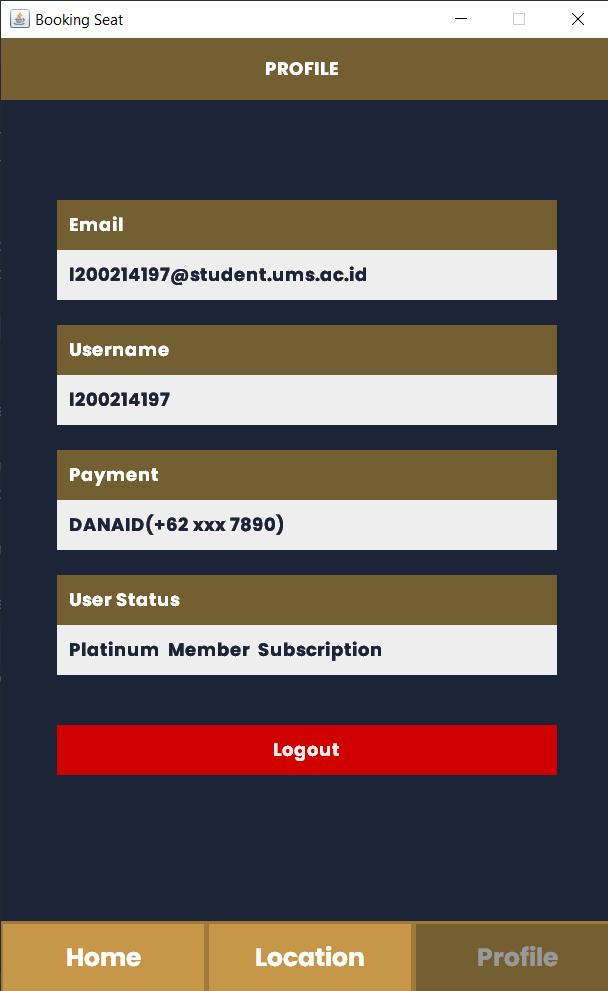 Booking Seat
PROFILE
Email
l200214197@student.ums.ac.id
Username
l200214197
Payment
DANAID(+62 xxx 7890)
User Status
Platinum Member Subscription
Logout
Home Location Profile